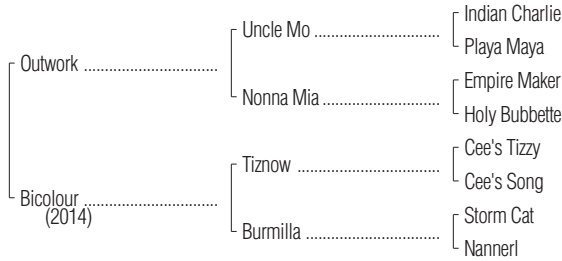 Indian Charlie
Uncle Mo ....................................
Playa Maya
Outwork .......................................
Empire Maker
Nonna Mia ..................................
Holy Bubbette
Cee's Tizzy
Tiznow ........................................
Cee's Song
Bicolour .......................................
(2014)
Storm Cat
Burmilla ......................................
Nannerl